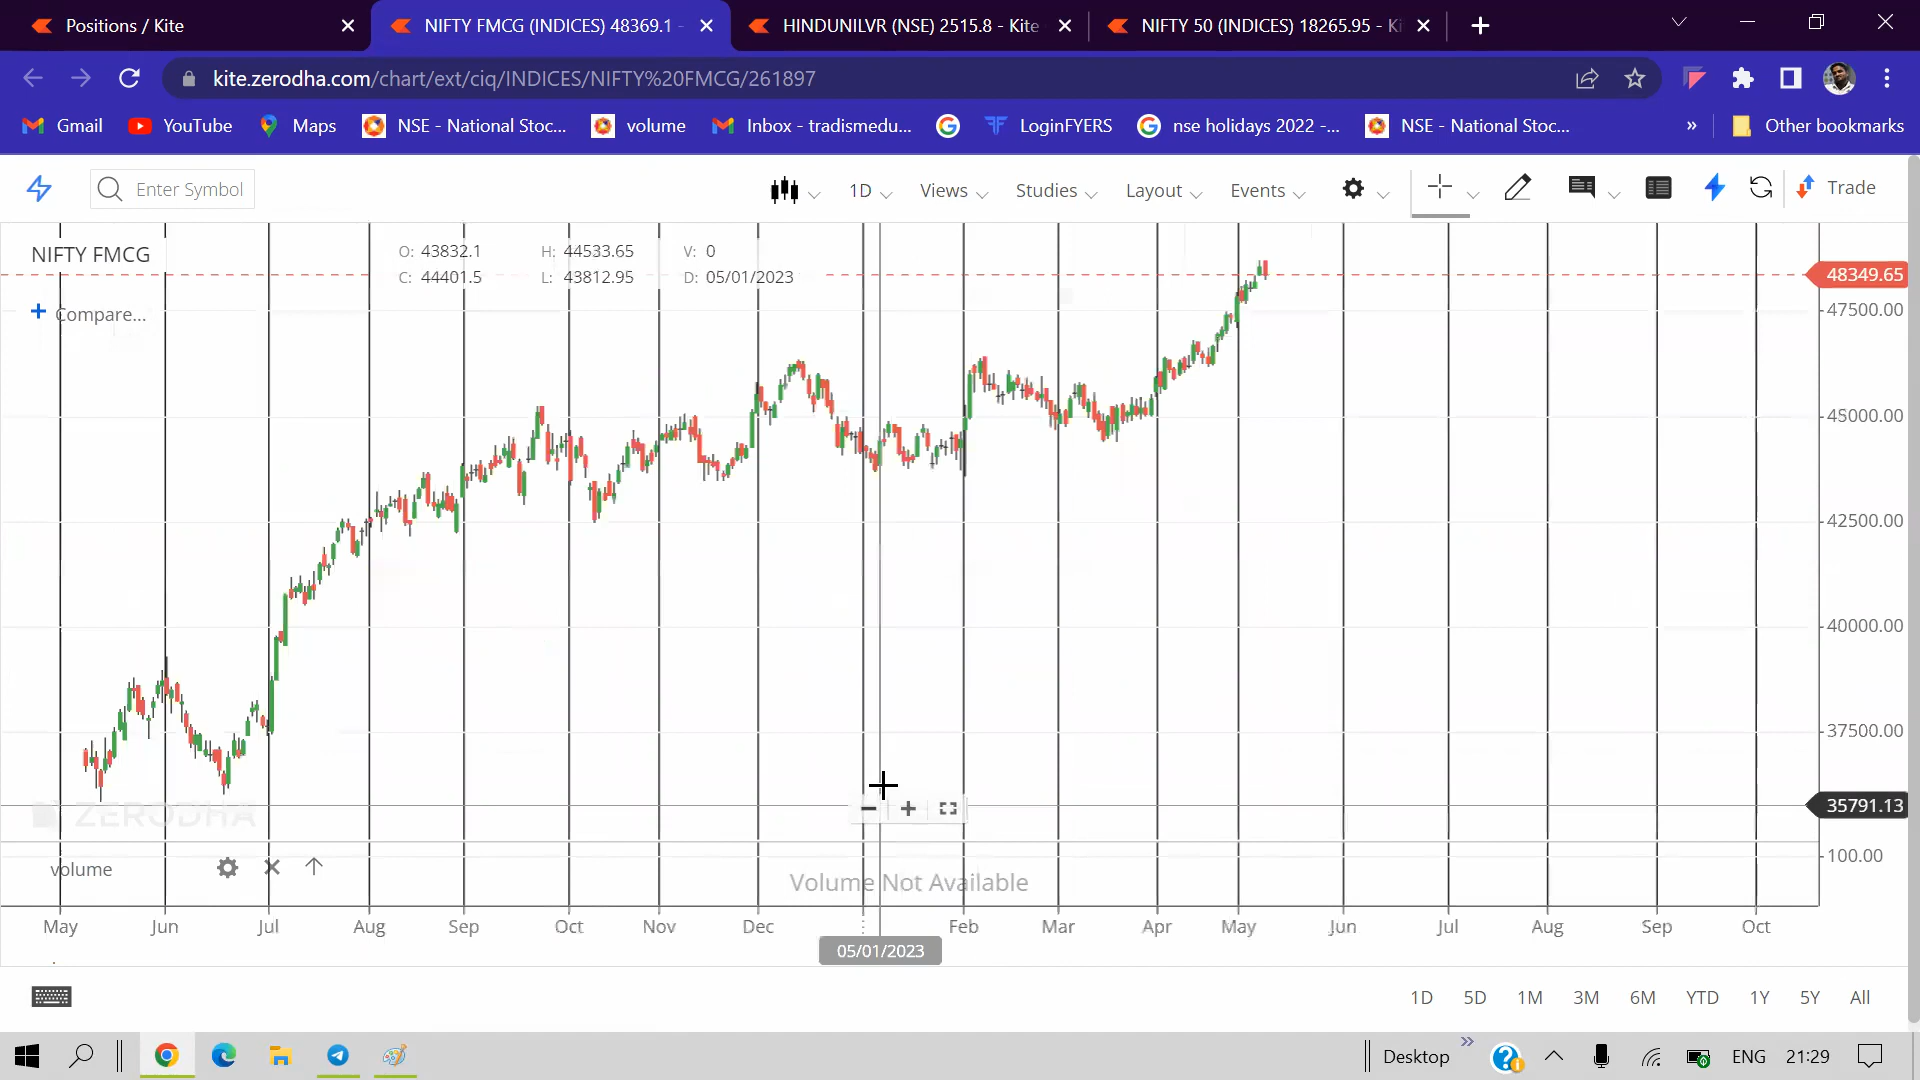 Positions / Kite
NIFTY FMCG (INDICES) 48369.1 -
HINDUNILVR (NSE) 2515.8 - Kite
NIFTY 50 (INDICES) 18265.95 - Ki
kite.zerodha.com/chart/ext/ciq/INDICES/NIFTY%20FMCG/261897
Gmail
YouTube
Maps
NSE - National Stoc...
volume
Inbox - tradismedu...
LoginFYERS
nse holidays 2022 -...
NSE - National Stoc...
»
Other bookmarks
Enter Symbol
1D
Views
Studies
Layout
Events
Trade
NIFTY FMCG
O: 43832.1 H: 44533.65 V: 0
C: 44401.5 L: 43812.95 D: 05/01/2023
Compare...
48349.65
47500.00
45000.00
42500.00
40000.00
37500.00
35791.13
100.00
ZERODHA
volume
Volume Not Available
May Jun Jul Aug Sep Oct Nov Dec Feb Mar Apr May Jun Jul Aug Sep Oct
05/01/2023
1D 5D 1M 3M 6M YTD 1Y 5Y All
Desktop
»
ENG
21:29